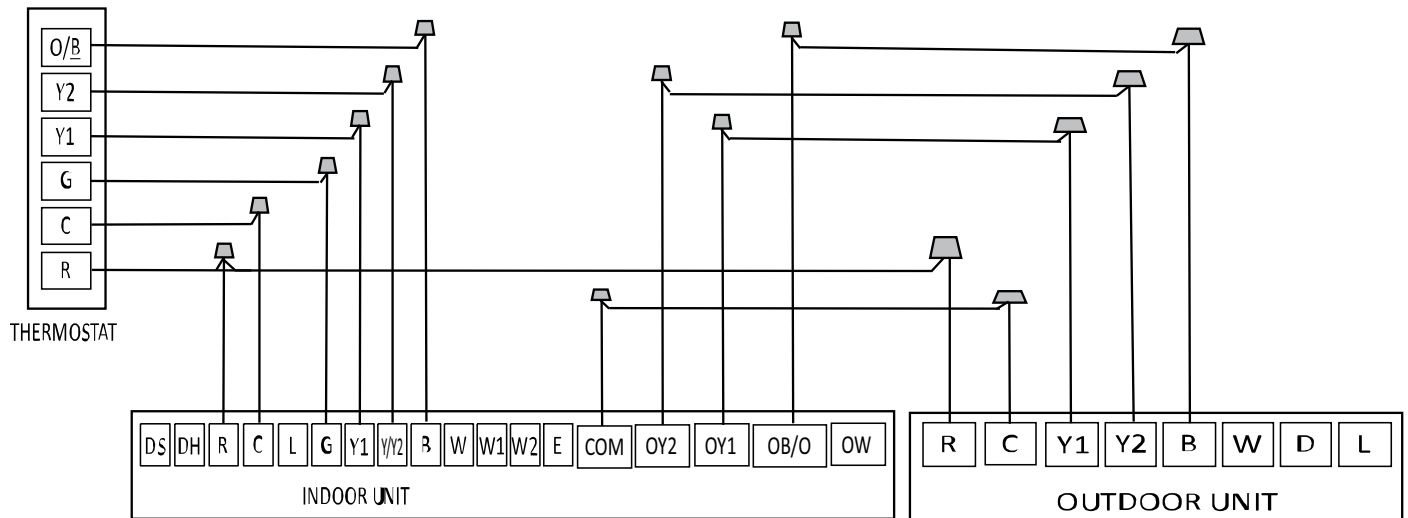 O/B
Y2
Y1
G
C
R
THERMOSTAT
DS DH R C L G Y1 Y/Y2 B W W1 W2 E COM OY2 OY1 OB/O OW
INDOOR UNIT
R C Y1 Y2 B W D L
OUTDOOR UNIT